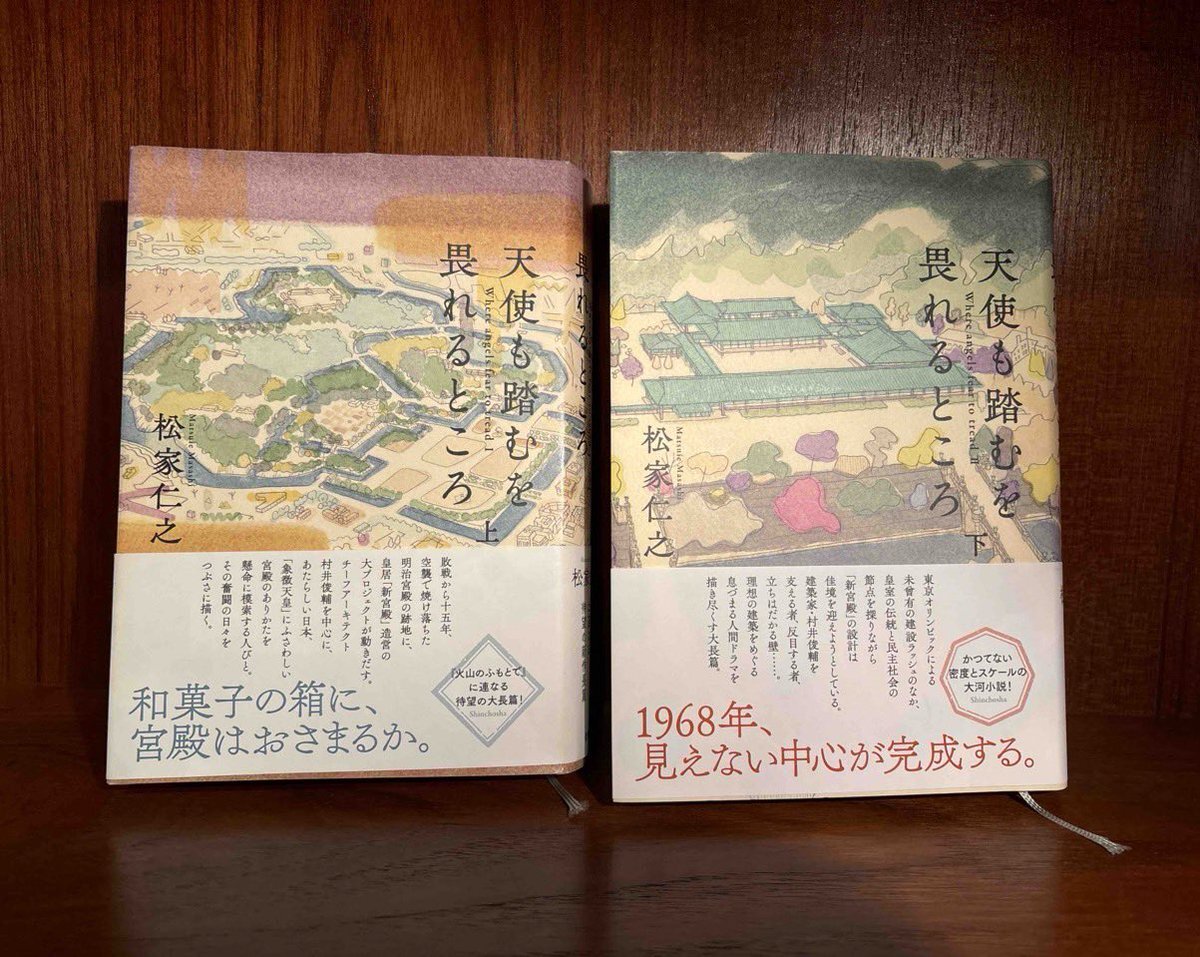 天使も踏むを
畏れるところ
Where angels fear to tread I
上
松家仁之
Matsuie Masashi
畏れるところ
松家
敗戦から十五年、
空襲で焼け落ちた
明治宮殿の跡地に、
皇居「新宮殿」造営の
大プロジェクトが動きだす。
チーフアーキテクト
村井俊輔を中心に、
あたらしい日本、
「象徴天皇」にふさわしい
宮殿のありかたを
懸命に模索する人びと。
その奮闘の日々を
つぶさに描く。
『火山のふもとで』
に連なる
待望の大長篇!
Shinchosha
和菓子の箱に、
宮殿はおさまるか。
天使も踏むを
畏れるところ
Where angels fear to tread II
下
松家仁之
Matsuie Masashi
東京オリンピックによる
未曾有の建設ラッシュのなか、
皇室の伝統と民主社会の
節点を探りながら
「新宮殿」の設計は
佳境を迎えようとしている。
建築家・村井俊輔を
支える者、反目する者、
立ちはだかる壁……。
理想の建築をめぐる
息づまる人間ドラマを
描き尽くす大長篇。
かつてない
密度とスケールの
大河小説!
Shinchosha
1968年、
見えない中心が完成する。